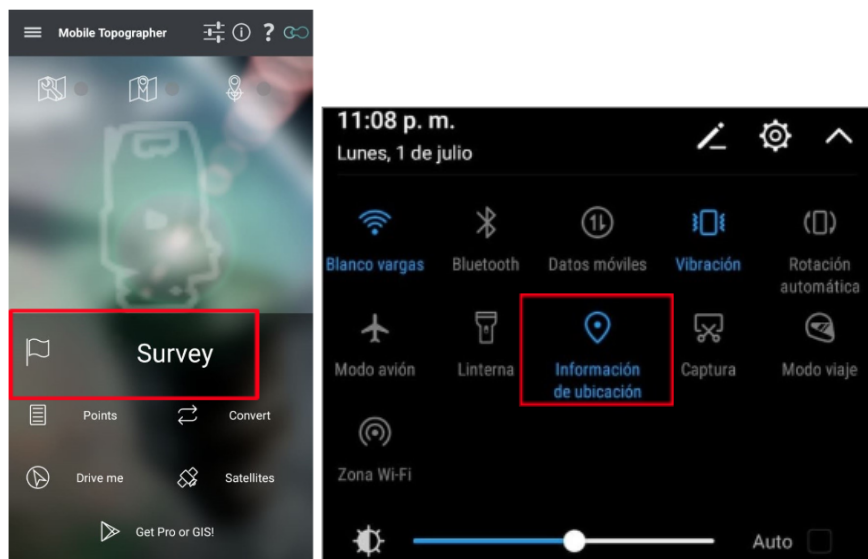 Mobile Topographer
Survey
Points
Convert
Drive me
Satellites
Get Pro or GIS!
11:08 p. m.
Lunes, 1 de julio
Blanco vargas
Bluetooth
Datos móviles
Vibración
Rotación
automática
Modo avión
Linterna
Información
de ubicación
Captura
Modo viaje
Zona Wi-Fi
Auto